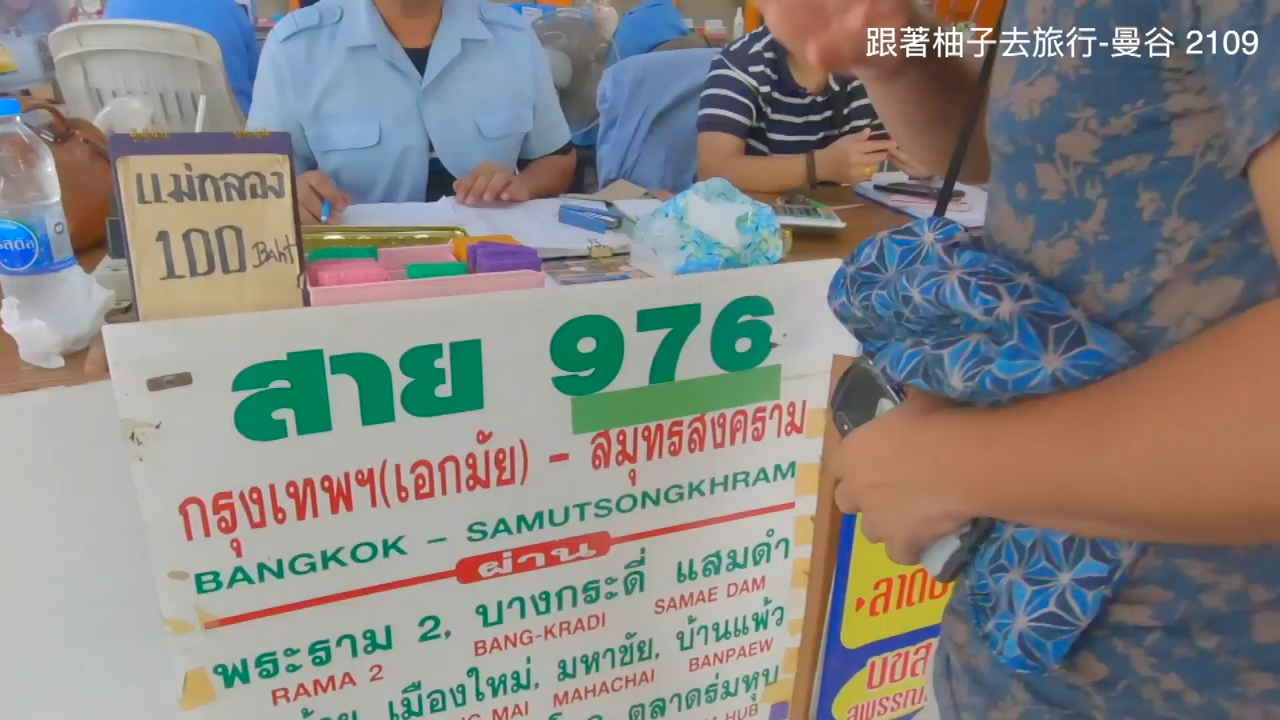 跟著柚子去旅行-曼谷 2109
แม่กลอง
100 Baht
สาย 976
กรุงเทพฯ(เอกมัย) - สมุทรสงคราม
BANGKOK - SAMUTSONGKHRAM
ผ่าน
พระราม 2, บางกระดี่ แสมดำ
RAMA 2 BANG-KRADI SAMAE DAM
เมืองใหม่, มหาชัย, บ้านแพ้ว
MAI MAHACHAI BANPAEW
ตลาดร่มหุบ
HUB